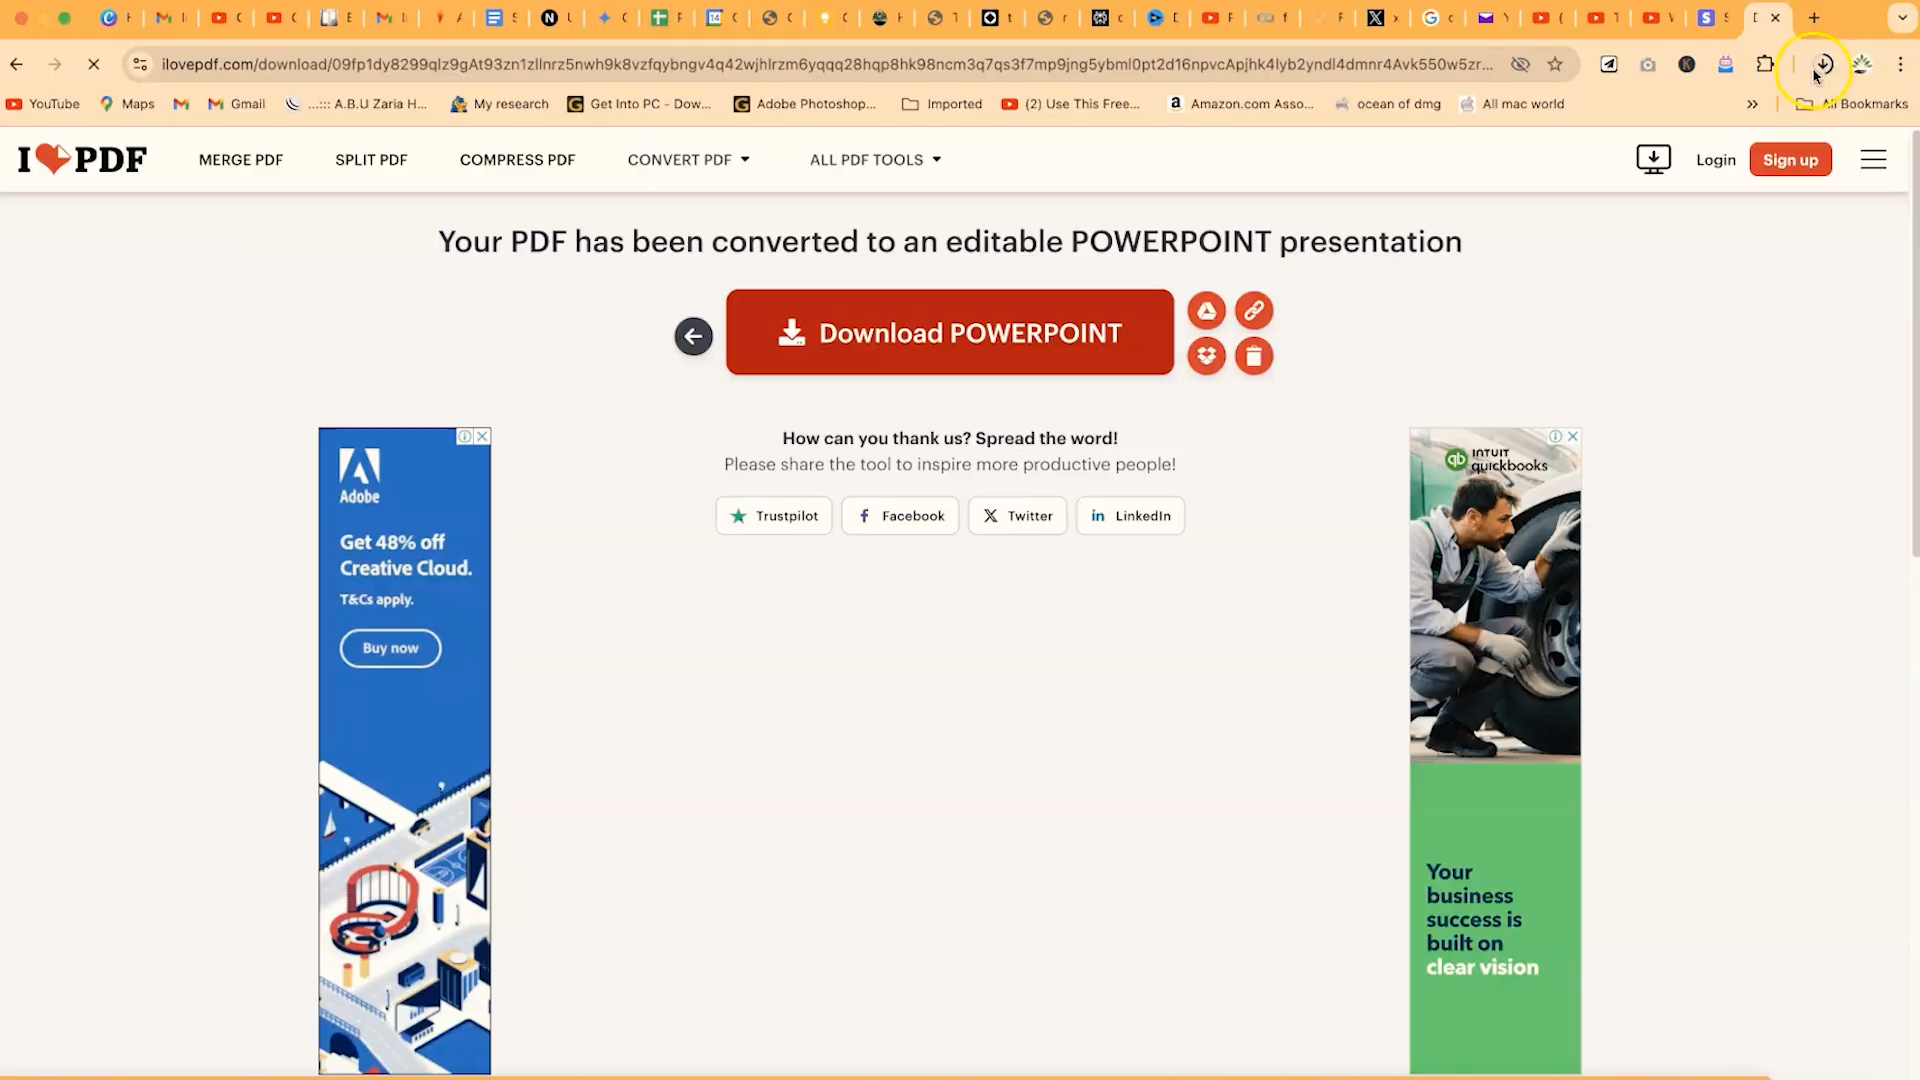 ilovepdf.com/download/09fp1dy8299qlz9gAt93zn1zllnrz5nwh9k8vzfqybngv4q42wjhlrzm6yqqq28hqp8hk98ncm3q7qs3f7mp9jng5ybml0pt2d16npvcApjhk4lyb2yndl4dmnr4Avk550w5zr...
YouTube Maps Gmail ...::: A.B.U Zaria H... My research Get Into PC - Dow... Adobe Photoshop... Imported (2) Use This Free... Amazon.com Asso... ocean of dmg All mac world » All Bookmarks
I PDF MERGE PDF SPLIT PDF COMPRESS PDF CONVERT PDF ALL PDF TOOLS Login Sign up
Your PDF has been converted to an editable POWERPOINT presentation
Download POWERPOINT
How can you thank us? Spread the word!
Please share the tool to inspire more productive people!
Trustpilot Facebook Twitter LinkedIn
Adobe
Get 48% off
Creative Cloud.
T&Cs apply.
Buy now
INTUIT
quickbooks
Your
business
success is
built on
clear vision